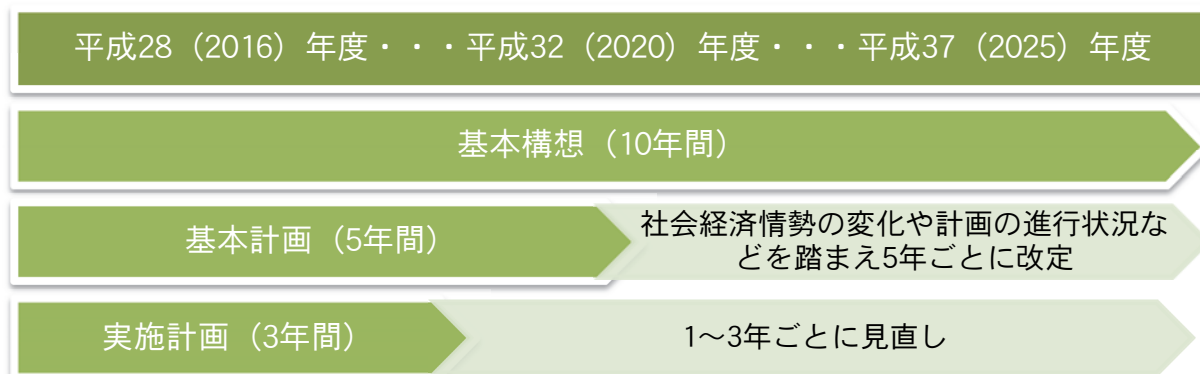 平成28（2016）年度・・・平成32（2020）年度・・・平成37（2025）年度
基本構想（10年間）
基本計画（5年間）
社会経済情勢の変化や計画の進行状況な
どを踏まえ5年ごとに改定
実施計画（3年間）
1～3年ごとに見直し